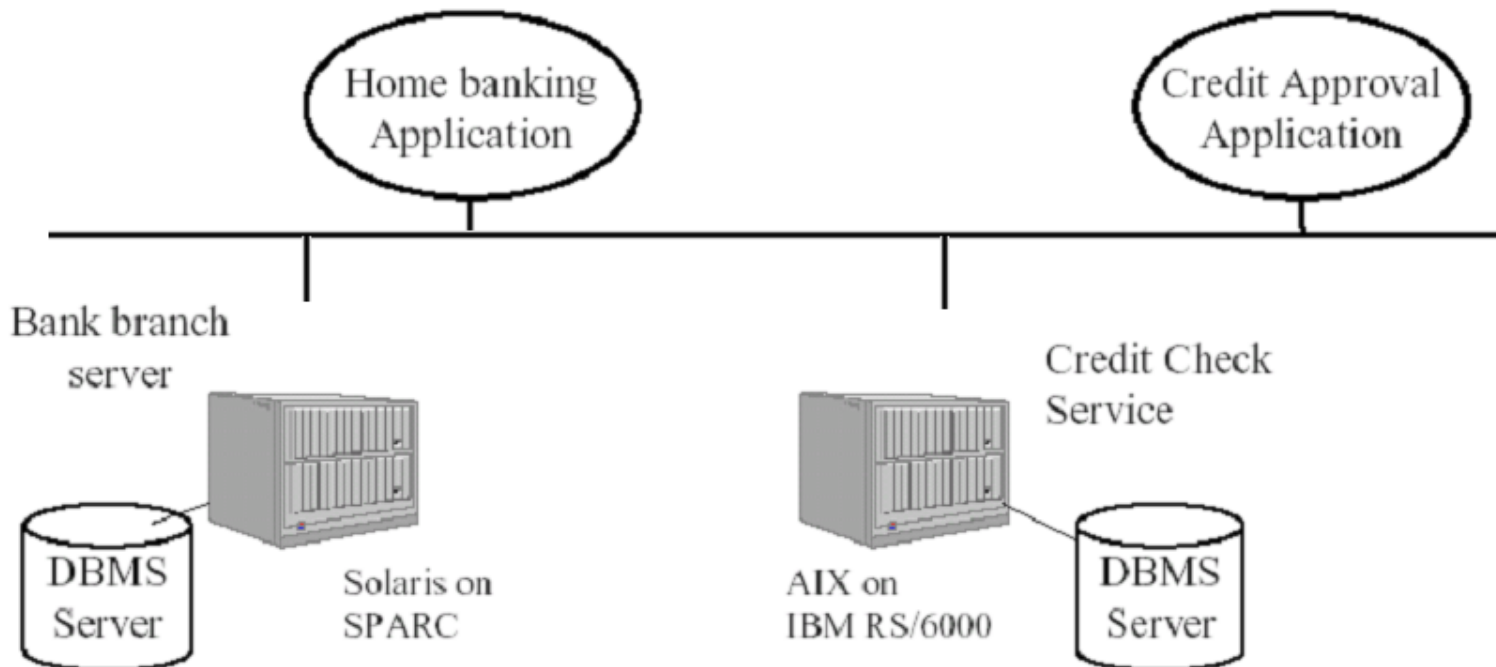 Home banking
Application
Credit Approval
Application
Bank branch
server
Credit Check
Service
DBMS
Server
Solaris on
SPARC
AIX on
IBM RS/6000
DBMS
Server